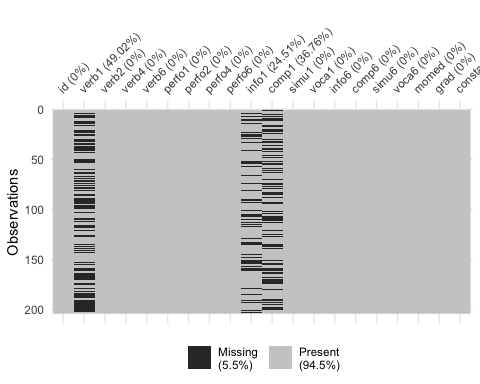 id (0%)
verb1 (49.02%)
verb2 (0%)
verb4 (0%)
verb6 (0%)
perfo1 (0%)
perfo2 (0%)
perfo4 (0%)
perfo6 (0%)
info1 (24.51%)
comp1 (36.76%)
simu1 (0%)
voca1 (0%)
info6 (0%)
comp6 (0%)
simu6 (0%)
voca6 (0%)
momed (0%)
grad (0%)
consta
0
50
100
150
200
Observations
Missing
(5.5%)
Present
(94.5%)